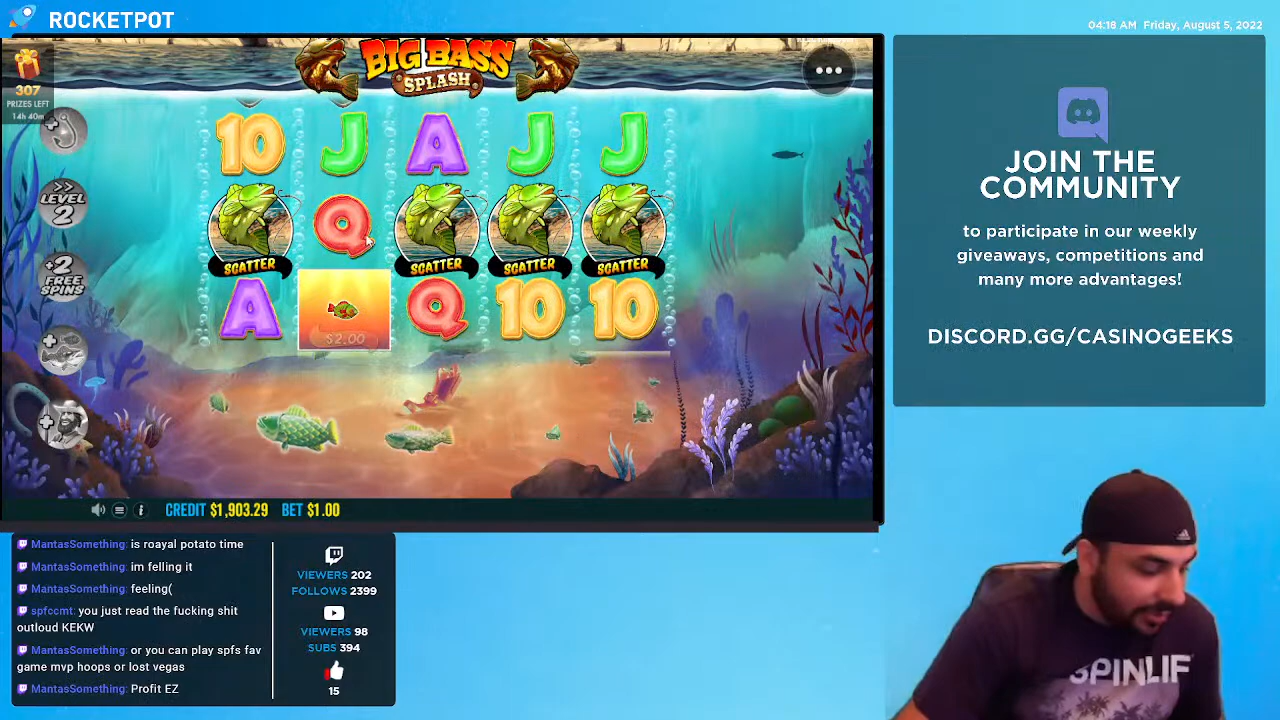 ROCKETPOT
04:18 AM Friday, August 5, 2022
307
PRIZES LEFT
14h 40m
BIG BASS
SPLASH
10 J A J J
SCATTER Q SCATTER SCATTER SCATTER
A $2.00 Q 10 10
>>
LEVEL
2
+2
FREE
SPINS
CREDIT $1,903.29 BET $1.00
JOIN THE
COMMUNITY
to participate in our weekly
giveaways, competitions and
many more advantages!
DISCORD.GG/CASINOGEEKS
MantasSomething: is roayal potato time
MantasSomething: im felling it
MantasSomething: feeling(
spfccmt: you just read the fucking shit
outloud KEKW
MantasSomething: or you can play spfs fav
game mvp hoops or lost vegas
MantasSomething: Profit EZ
VIEWERS 202
FOLLOWS 2399
VIEWERS 98
SUBS 394
15
SPINLIF